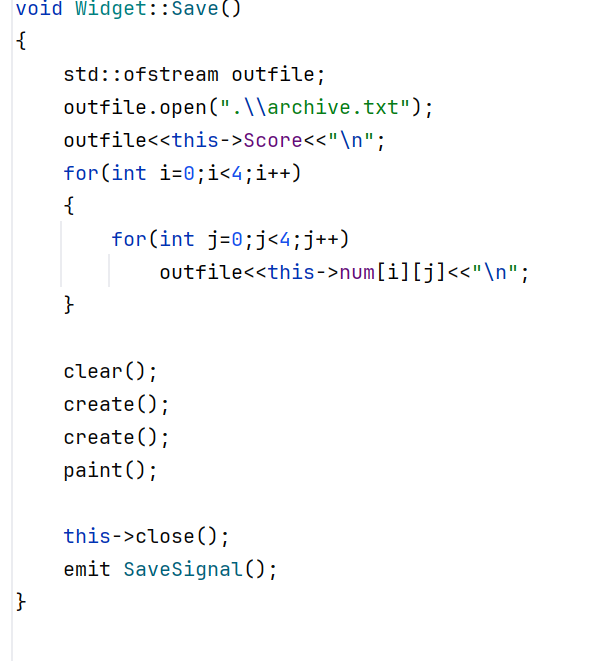 void Widget::Save()
{
    std::ofstream outfile;
    outfile.open(".\\archive.txt");
    outfile<<this->Score<<"\n";
    for(int i=0;i<4;i++)
    {
        for(int j=0;j<4;j++)
            outfile<<this->num[i][j]<<"\n";
    }

    clear();
    create();
    create();
    paint();

    this->close();
    emit SaveSignal();
}